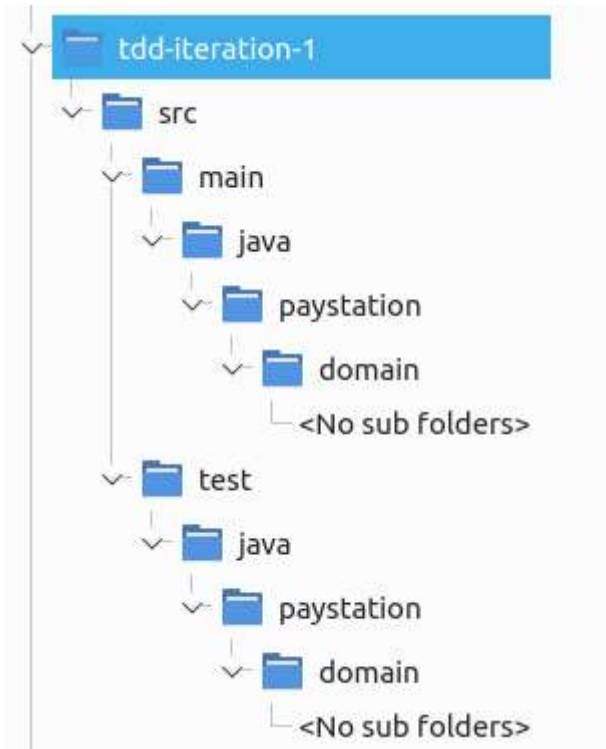 tdd-iteration-1
src
main
java
paystation
domain
<No sub folders>
test
java
paystation
domain
<No sub folders>